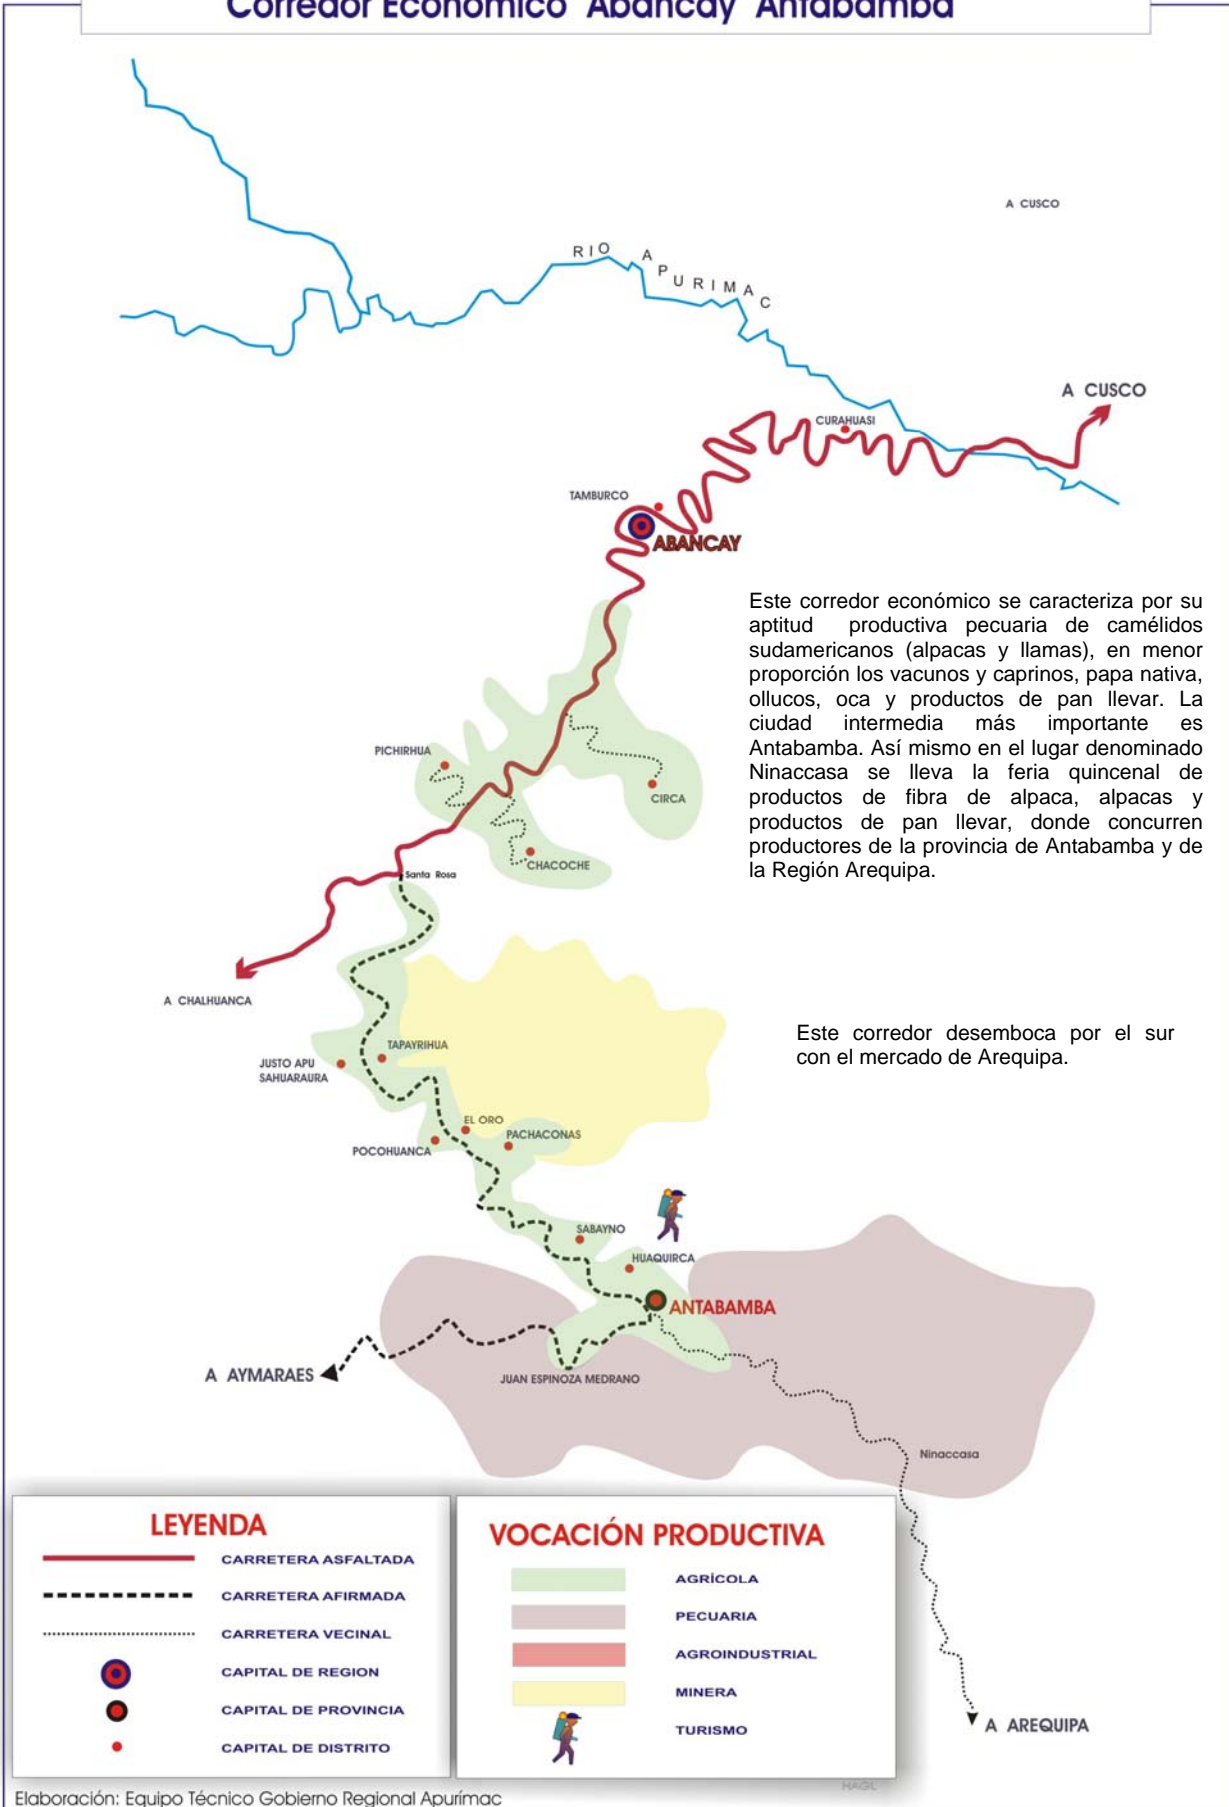 Corredor Económico Abancay Antabamba
A CUSCO
RIO APURIMAC
A CUSCO
CURAHUASI
TAMBURCO
ABANCAY
Este corredor económico se caracteriza por su
aptitud productiva pecuaria de camélidos
sudamericanos (alpacas y llamas), en menor
proporción los vacunos y caprinos, papa nativa,
ollucos, oca y productos de pan llevar. La
ciudad intermedia más importante es
Antabamba. Así mismo en el lugar denominado
Ninaccasa se lleva la feria quincenal de
productos de fibra de alpaca, alpacas y
productos de pan llevar, donde concurren
productores de la provincia de Antabamba y de
la Región Arequipa.
PICHIRHUA
CIRCA
CHACOCHE
Santa Rosa
A CHALHUANCA
Este corredor desemboca por el sur
con el mercado de Arequipa.
TAPAYRIHUA
JUSTO APU
SAHUARAURA
EL ORO
PACHACONAS
POCOHUANCA
SABAYNO
HUAQUIRCA
ANTABAMBA
A AYMARAES
JUAN ESPINOZA MEDRANO
Ninaccasa
LEYENDA
CARRETERA ASFALTADA
CARRETERA AFIRMADA
CARRETERA VECINAL
CAPITAL DE REGION
CAPITAL DE PROVINCIA
CAPITAL DE DISTRITO
VOCACIÓN PRODUCTIVA
AGRÍCOLA
PECUARIA
AGROINDUSTRIAL
MINERA
TURISMO
A AREQUIPA
HAGL
Elaboración: Equipo Técnico Gobierno Regional Apurímac